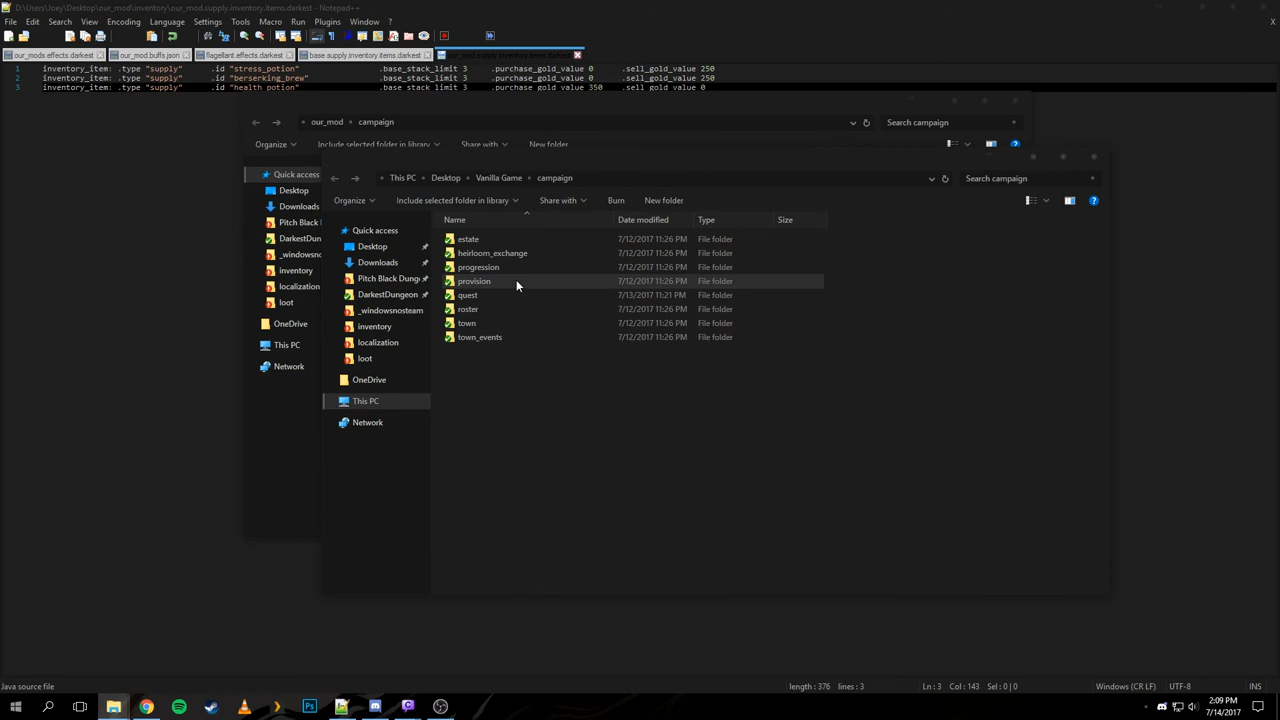 D:\Users\Joey\Desktop\our_mod\inventory\our_mod.supply.inventory.items.darkest - Notepad++
File Edit Search View Encoding Language Settings Tools Macro Run Plugins Window ?
X
our_mods.effects.darkest our_mod.buffs.json flagellant.effects.darkest base.supply.inventory.items.darkest
1 inventory_item: .type "supply" .id "stress_potion" .base_stack_limit 3 .purchase_gold_value 0 .sell_gold_value 250
2 inventory_item: .type "supply" .id "berserking_brew" .base_stack_limit 3 .purchase_gold_value 0 .sell_gold_value 250
3 inventory_item: .type "supply" .id "health_potion" .base_stack_limit 3 .purchase_gold_value 350 .sell_gold_value 0
our_mod campaign Search campaign
Organize Include selected folder in library Share with New folder
Quick access
Desktop
Downloads
Pitch Black
DarkestDun
_windowsno
inventory
localization
loot
OneDrive
This PC
Network
This PC Desktop Vanilla Game campaign Search campaign
Organize Include selected folder in library Share with Burn New folder
Quick access
Desktop
Downloads
Pitch Black Dung
DarkestDungeon
_windowsnosteam
inventory
localization
loot
OneDrive
This PC
Network
Name Date modified Type Size
estate 7/12/2017 11:26 PM File folder
heirloom_exchange 7/12/2017 11:26 PM File folder
progression 7/12/2017 11:26 PM File folder
provision 7/12/2017 11:26 PM File folder
quest 7/13/2017 11:21 PM File folder
roster 7/12/2017 11:26 PM File folder
town 7/12/2017 11:26 PM File folder
town_events 7/12/2017 11:26 PM File folder
Java source file length : 376 lines : 3 Ln : 3 Col : 143 Sel : 0 | 0 Windows (CR LF) UTF-8 INS
2:09 PM
7/14/2017